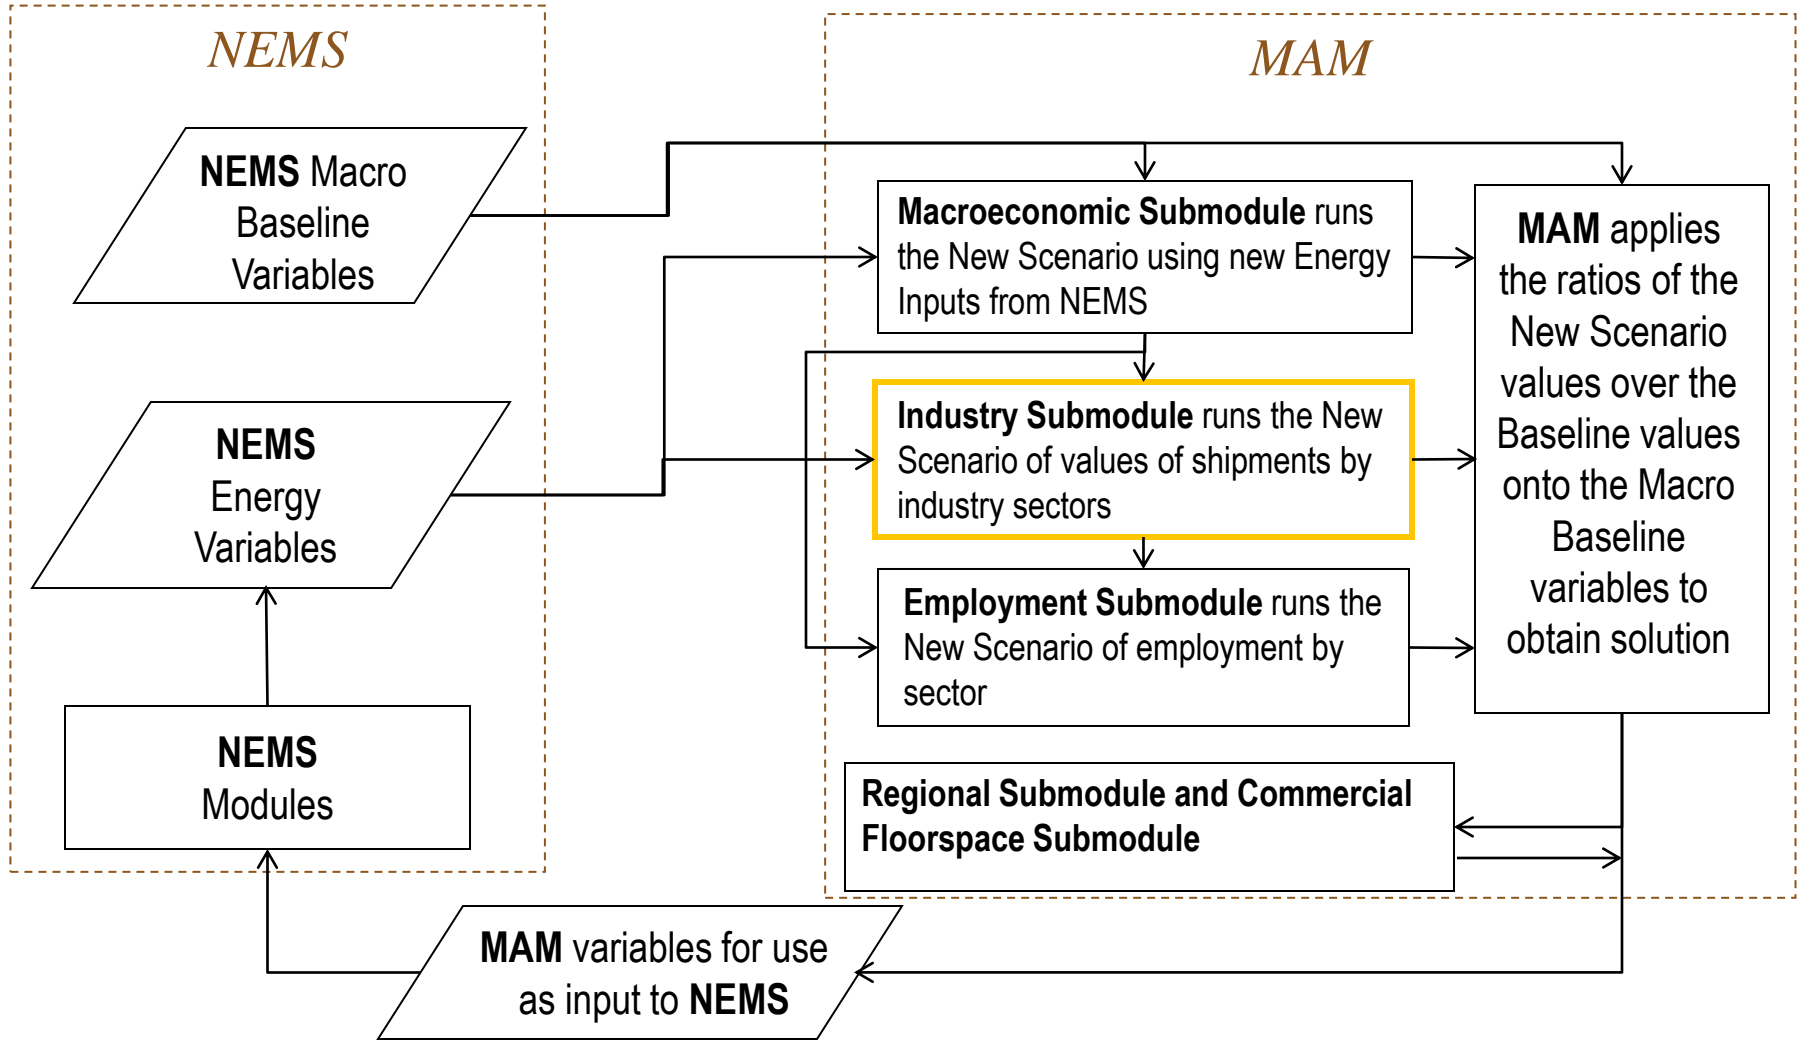 NEMS
MAM
NEMS Macro
Baseline
Variables
NEMS
Energy
Variables
NEMS
Modules
Macroeconomic Submodule runs
the New Scenario using new Energy
Inputs from NEMS
Industry Submodule runs the New
Scenario of values of shipments by
industry sectors
Employment Submodule runs the
New Scenario of employment by
sector
MAM applies
the ratios of the
New Scenario
values over the
Baseline values
onto the Macro
Baseline
variables to
obtain solution
Regional Submodule and Commercial
Floorspace Submodule
MAM variables for use
as input to NEMS